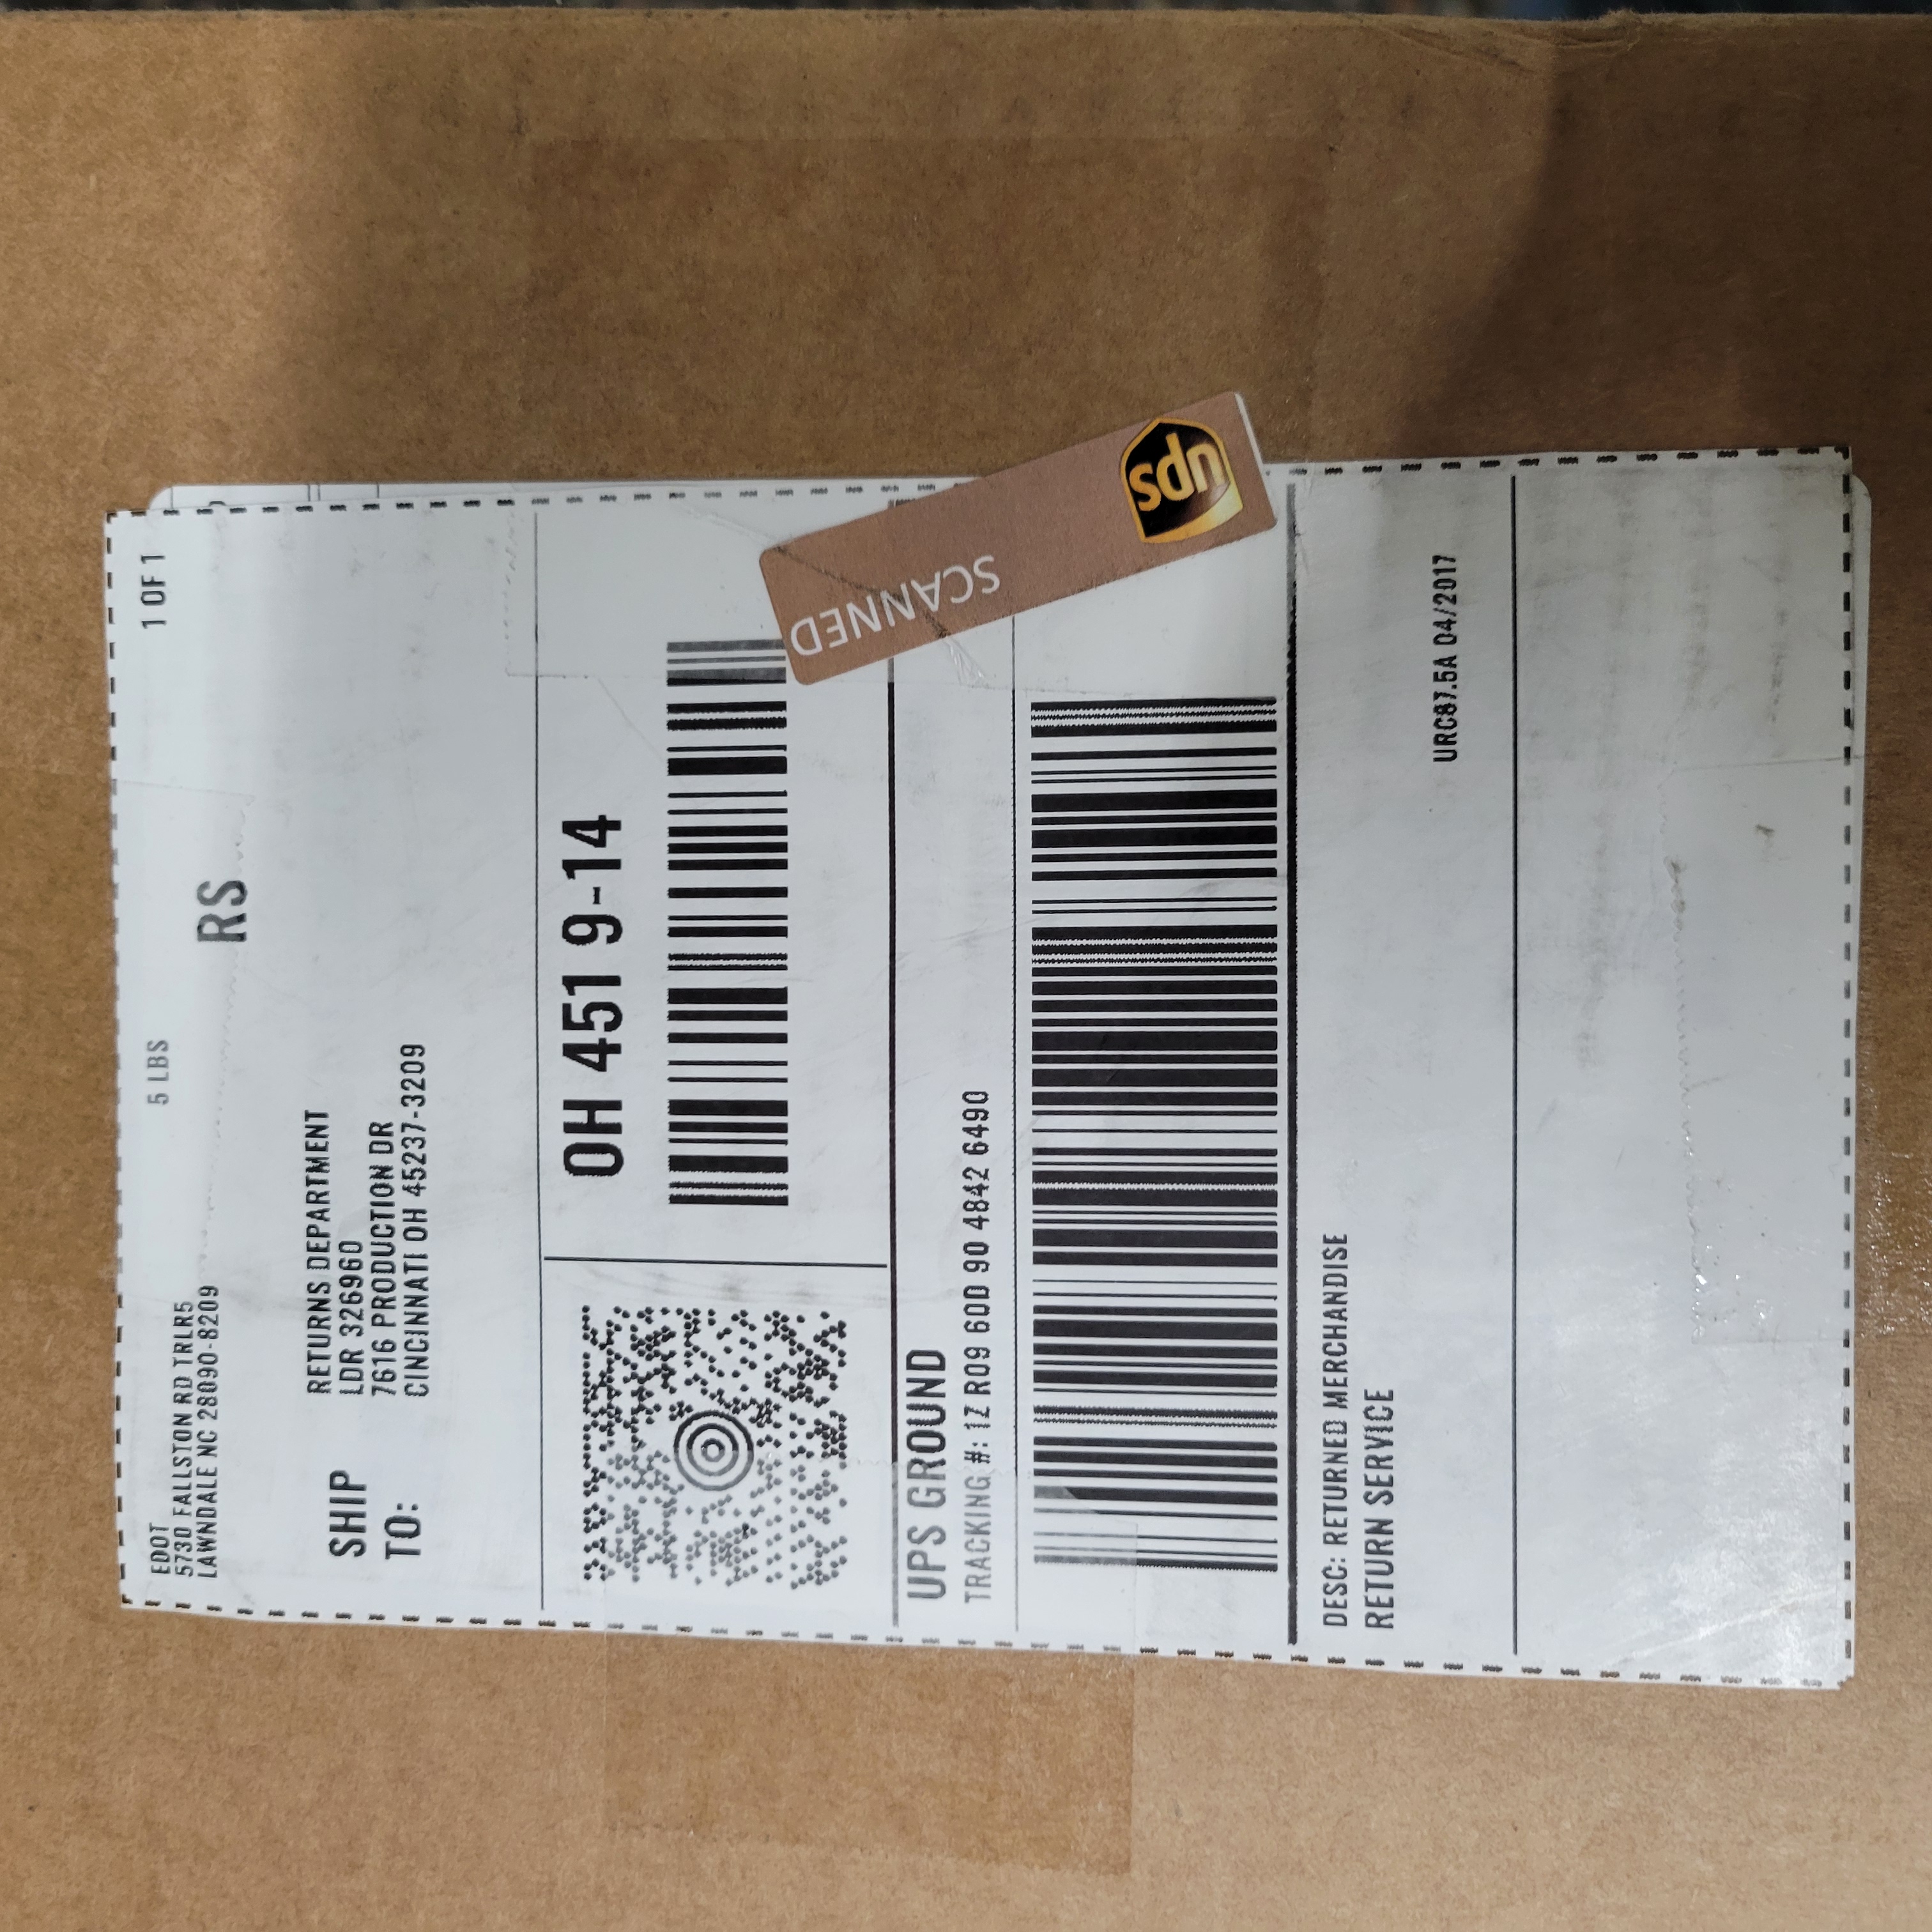 EDOT
5730 FALLSTON RD TRLR5
LAWNDALE NC 28090-8209
5 LBS
1 OF 1
RS
SHIP
TO:
RETURNS DEPARTMENT
LDR 326960
7616 PRODUCTION DR
CINCINNATI OH 45237-3209
OH 451 9-14
UPS GROUND
TRACKING #: 1Z R09 60D 90 4842 6490
SCANNED
ups
DESC: RETURNED MERCHANDISE
RETURN SERVICE
URC87.5A 04/2017